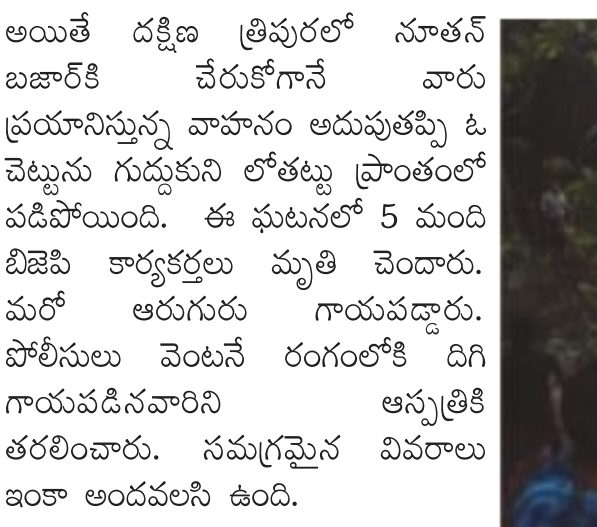 అయితే దక్షిణ త్రిపురలో నూతన్
బజార్‌కి చేరుకోగానే వారు
ప్రయానిస్తున్న వాహనం అదుపుతప్పి ఓ
చెట్టును గుద్దుకుని లోతట్టు ప్రాంతంలో
పడిపోయింది. ఈ ఘటనలో 5 మంది
బిజెపి కార్యకర్తలు మృతి చెందారు.
మరో ఆరుగురు గాయపడ్డారు.
పోలీసులు వెంటనే రంగంలోకి దిగి
గాయపడినవారిని ఆస్పత్రికి
తరలించారు. సమగ్రమైన వివరాలు
ఇంకా అందవలసి ఉంది.